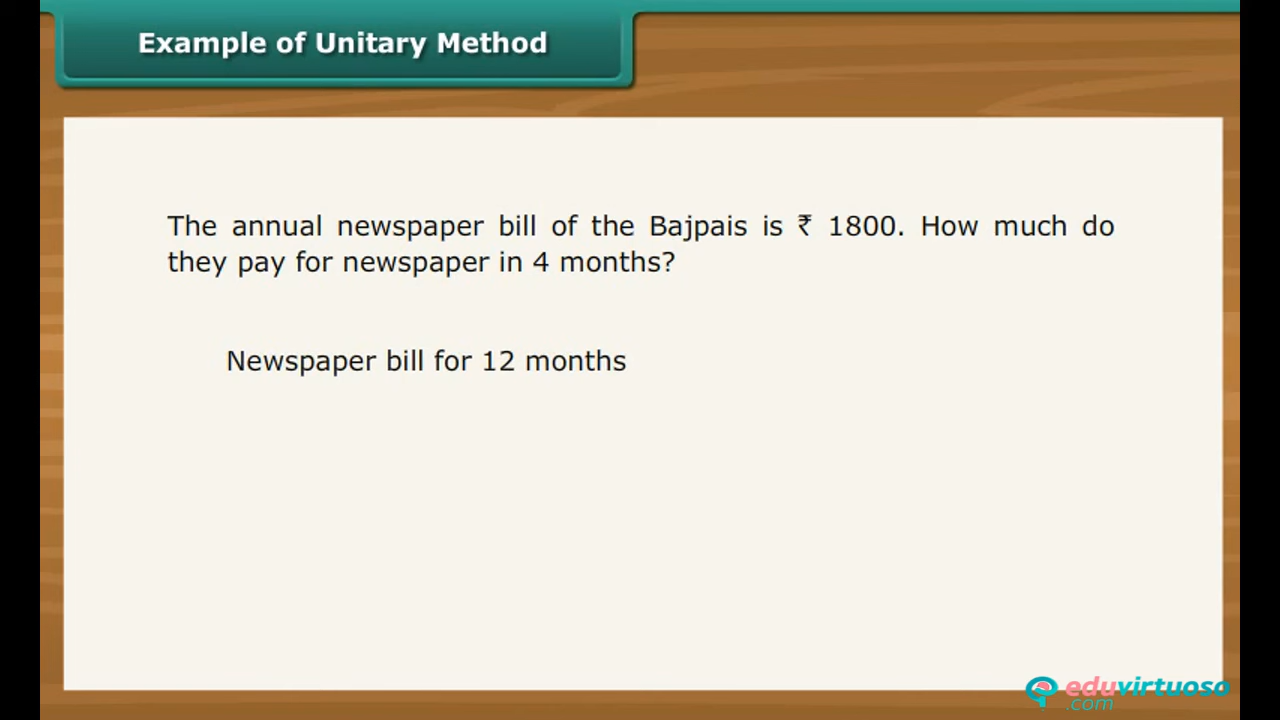 Example of Unitary Method
The annual newspaper bill of the Bajpais is ₹ 1800. How much do
they pay for newspaper in 4 months?
Newspaper bill for 12 months
eduvirtuoso
.com